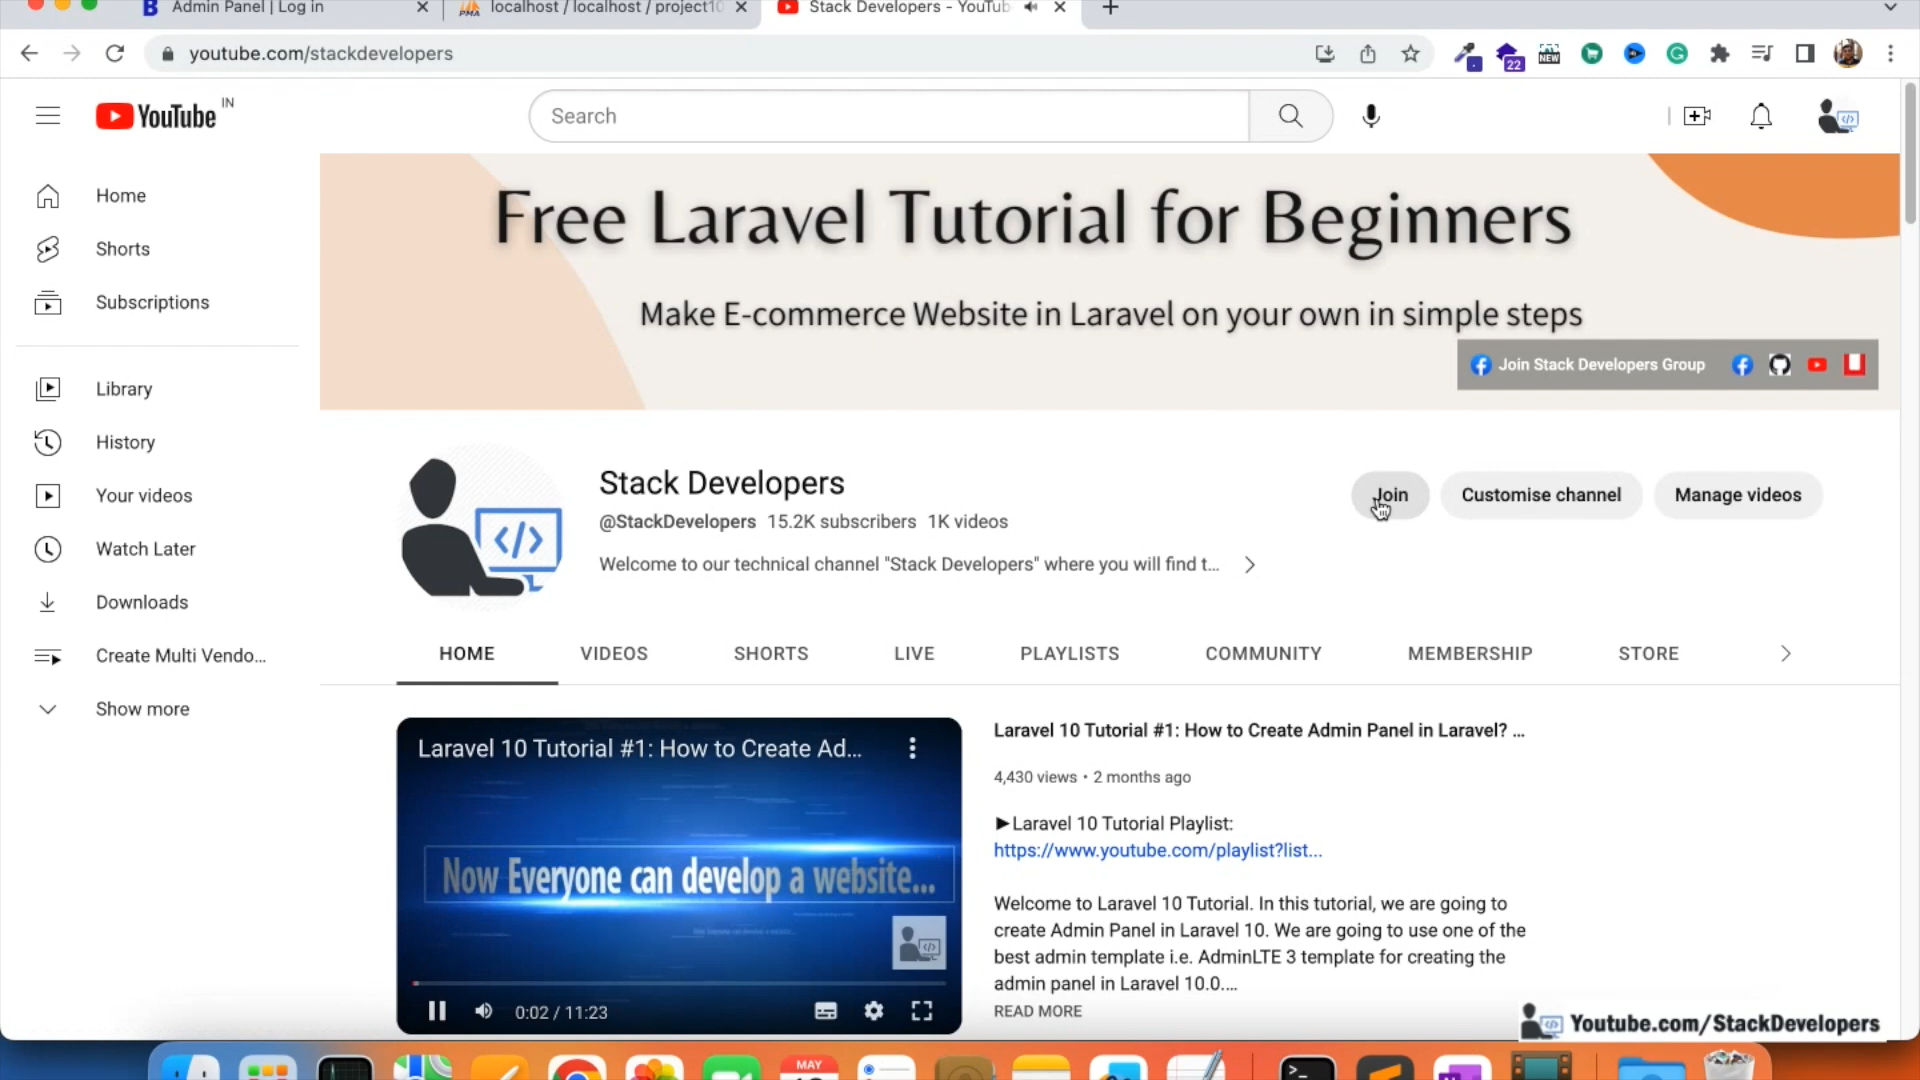 Admin Panel | Log in
localhost / localhost / project10
Stack Developers - YouTub
youtube.com/stackdevelopers
22
NEW
YouTube IN
Search
Home
Shorts
Subscriptions
Library
History
Your videos
Watch Later
Downloads
Create Multi Vendo...
Show more
Free Laravel Tutorial for Beginners
Make E-commerce Website in Laravel on your own in simple steps
Join Stack Developers Group
Stack Developers
@StackDevelopers 15.2K subscribers 1K videos
Welcome to our technical channel "Stack Developers" where you will find t...
Join
Customise channel
Manage videos
HOME
VIDEOS
SHORTS
LIVE
PLAYLISTS
COMMUNITY
MEMBERSHIP
STORE
Laravel 10 Tutorial #1: How to Create Ad...
Now Everyone can develop a website...
0:02 / 11:23
Laravel 10 Tutorial #1: How to Create Admin Panel in Laravel? ...
4,430 views • 2 months ago
►Laravel 10 Tutorial Playlist:
https://www.youtube.com/playlist?list...
Welcome to Laravel 10 Tutorial. In this tutorial, we are going to
create Admin Panel in Laravel 10. We are going to use one of the
best admin template i.e. AdminLTE 3 template for creating the
admin panel in Laravel 10.0....
READ MORE
Youtube.com/StackDevelopers
MAY